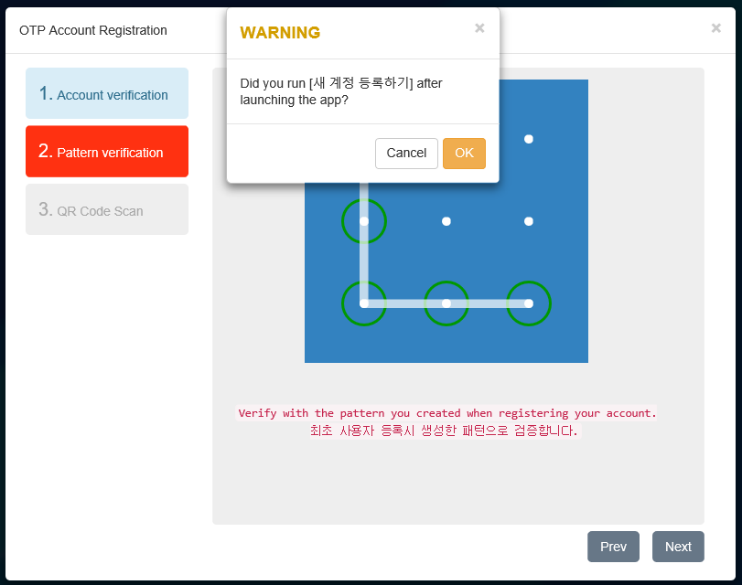 OTP Account Registration
×
WARNING
×
Did you run [새 계정 등록하기] after
launching the app?
Cancel
OK
1. Account verification
2. Pattern verification
3. QR Code Scan
Verify with the pattern you created when registering your account.
최초 사용자 등록시 생성한 패턴으로 검증합니다.
Prev
Next